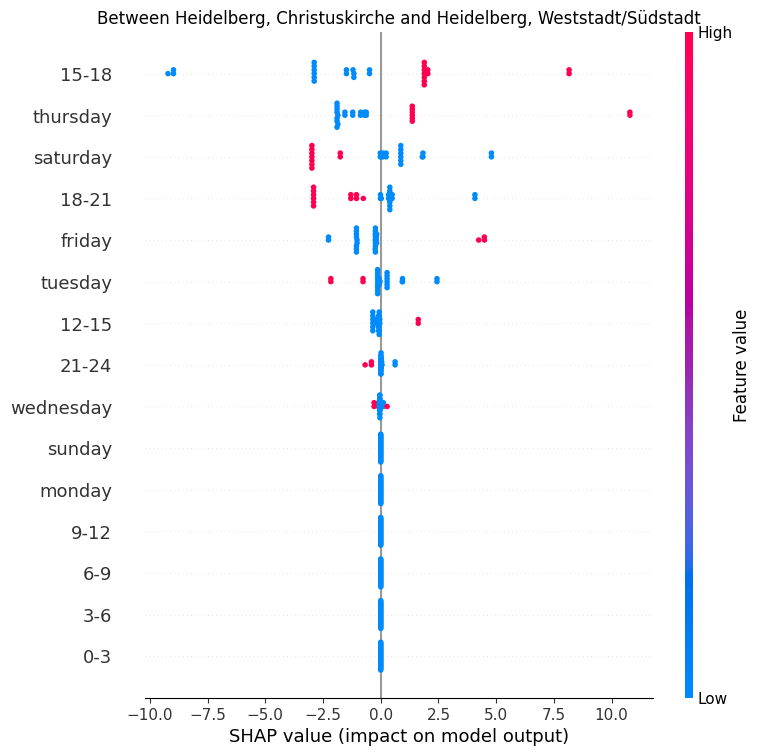 Between Heidelberg, Christuskirche and Heidelberg, Weststadt/Südstadt
High
15-18
thursday
saturday
18-21
friday
tuesday
12-15
21-24
wednesday
sunday
monday
9-12
6-9
3-6
0-3
Feature value
Low
−10.0 −7.5 −5.0 −2.5 0.0 2.5 5.0 7.5 10.0
SHAP value (impact on model output)